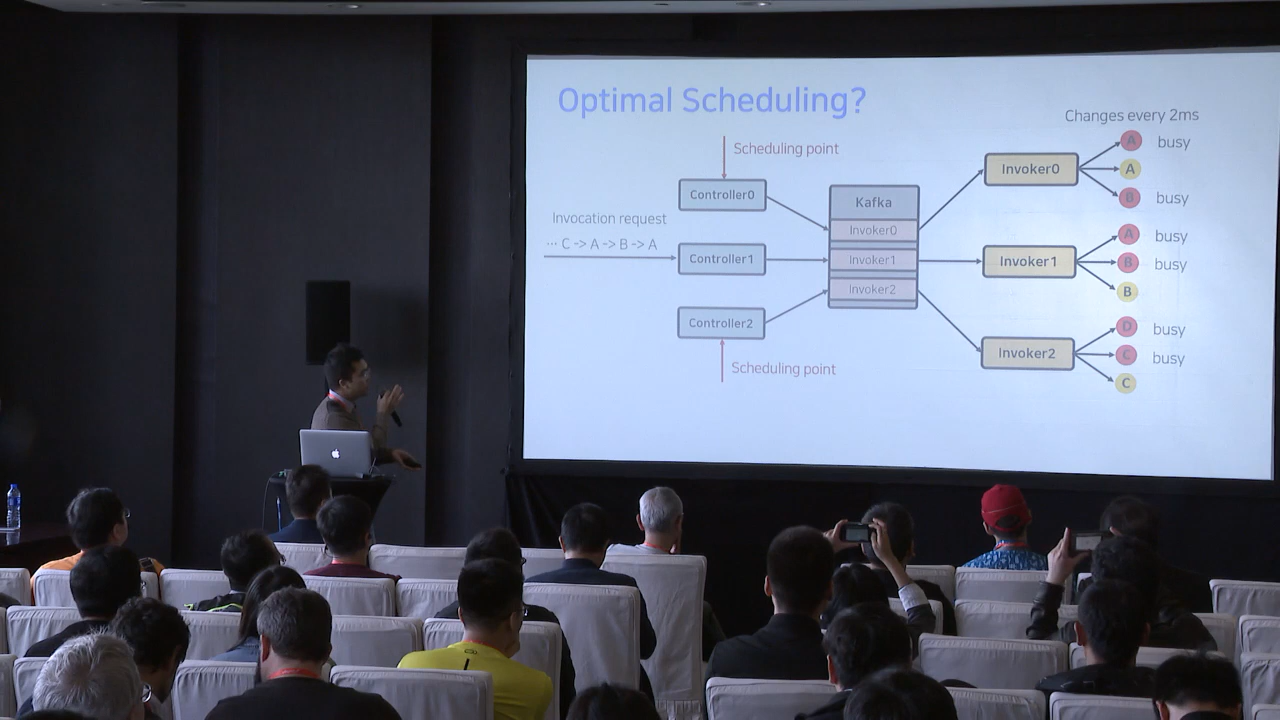 Optimal Scheduling?
Changes every 2ms
Scheduling point
Invocation request
··· C -> A -> B -> A
Controller0
Controller1
Controller2
Scheduling point
Kafka
Invoker0
Invoker1
Invoker2
Invoker0
A busy
A
B busy
Invoker1
A busy
B busy
B
Invoker2
D busy
C busy
C